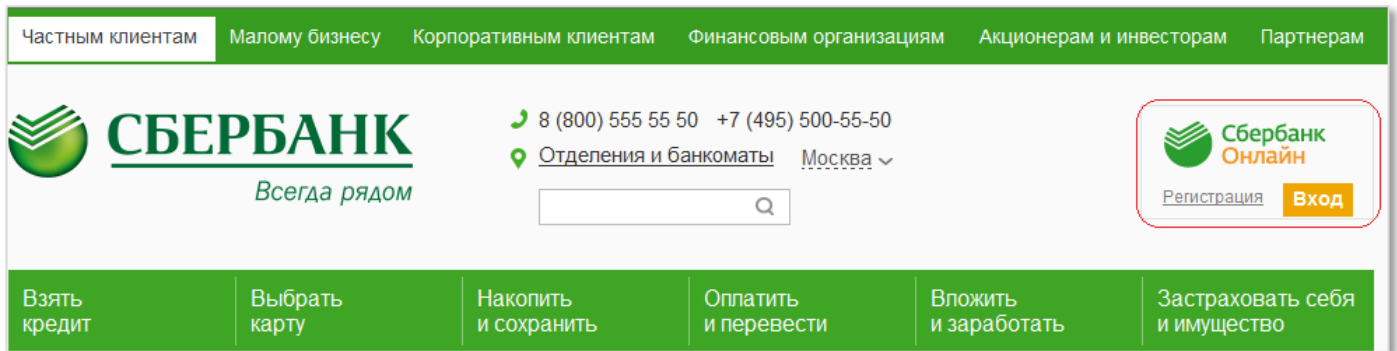 Частным клиентам Малому бизнесу Корпоративным клиентам Финансовым организациям Акционерам и инвесторам Партнерам
СБЕРБАНК
Всегда рядом
8 (800) 555 55 50 +7 (495) 500-55-50
Отделения и банкоматы Москва
Сбербанк
Онлайн
Регистрация Вход
Взять
кредит
Выбрать
карту
Накопить
и сохранить
Оплатить
и перевести
Вложить
и заработать
Застраховать себя
и имущество